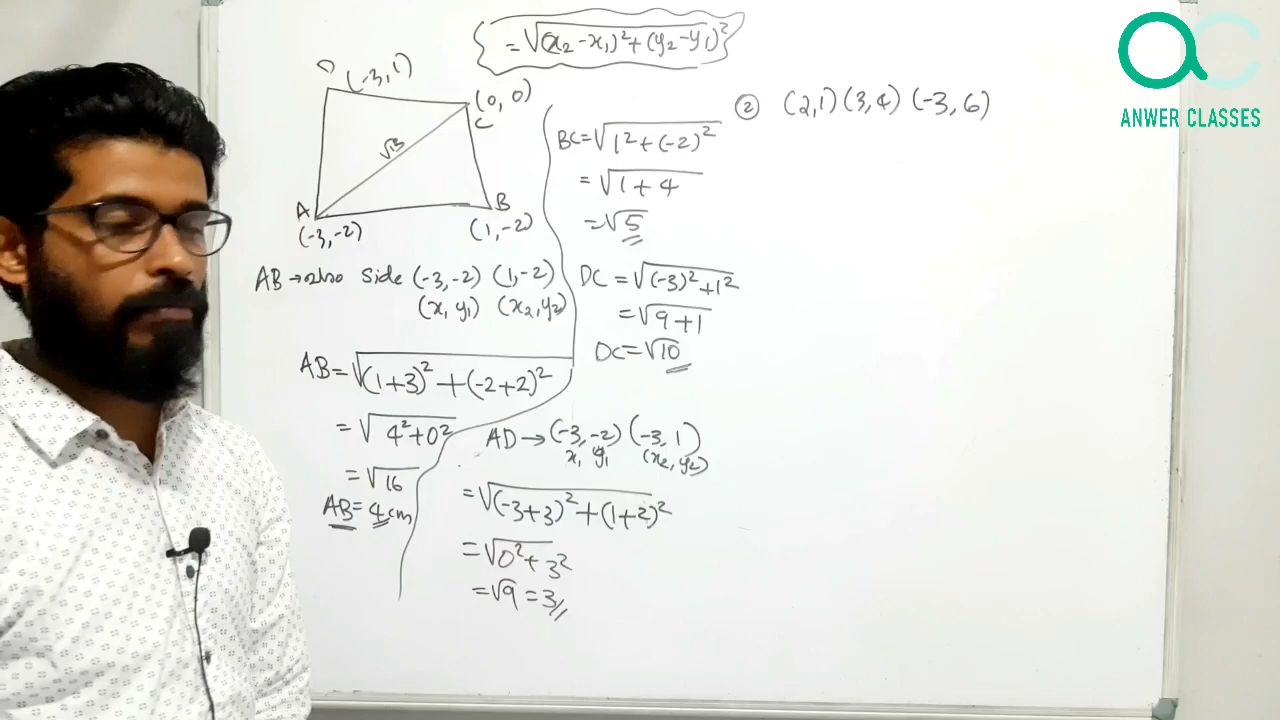 = √(x₂ - x₁)² + (y₂ - y₁)²
D (-3, 1)
(0, 0)
C
√13
A
B
(-3, -2)
(1, -2)
AB → side (-3, -2) (1, -2)
(x, y₁) (x₂, y₂)
AB = √(1+3)² + (-2+2)²
= √4² + 0²
= √16
AB = 4 cm
BC = √1² + (-2)²
= √1 + 4
= √5
DC = √(-3)² + 1²
= √9 + 1
DC = √10
AD → (-3, -2) (-3, 1)
x, y₁ (x₂, y₂)
= √(-3+3)² + (1+2)²
= √0² + 3²
= √9 = 3
② (2, 1) (3, 4) (-3, 6)
ac
ANWER CLASSES